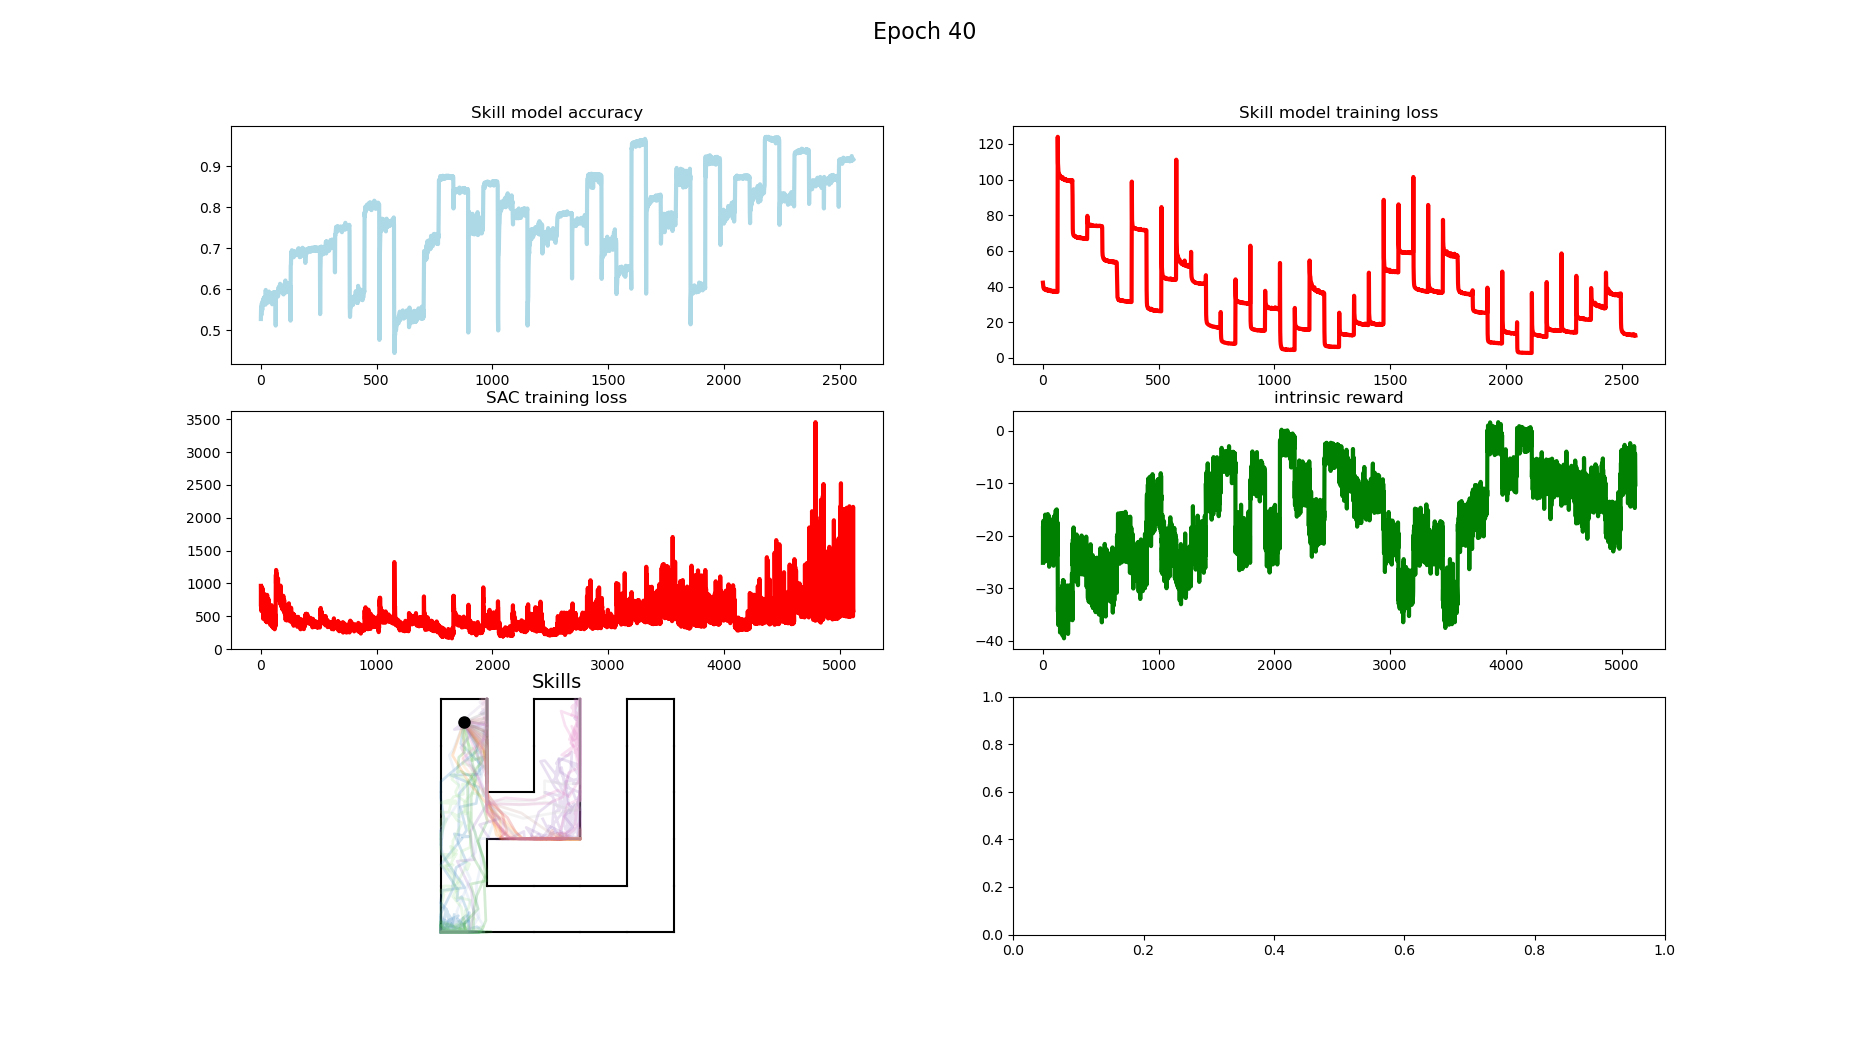 Epoch 40
Skill model accuracy
0.9
0.8
0.7
0.6
0.5
0 500 1000 1500 2000 2500
Skill model training loss
120
100
80
60
40
20
0
0 500 1000 1500 2000 2500
SAC training loss
3500
3000
2500
2000
1500
1000
500
0
0 1000 2000 3000 4000 5000
intrinsic reward
0
−10
−20
−30
−40
0 1000 2000 3000 4000 5000
Skills
1.0
0.8
0.6
0.4
0.2
0.0
0.0 0.2 0.4 0.6 0.8 1.0